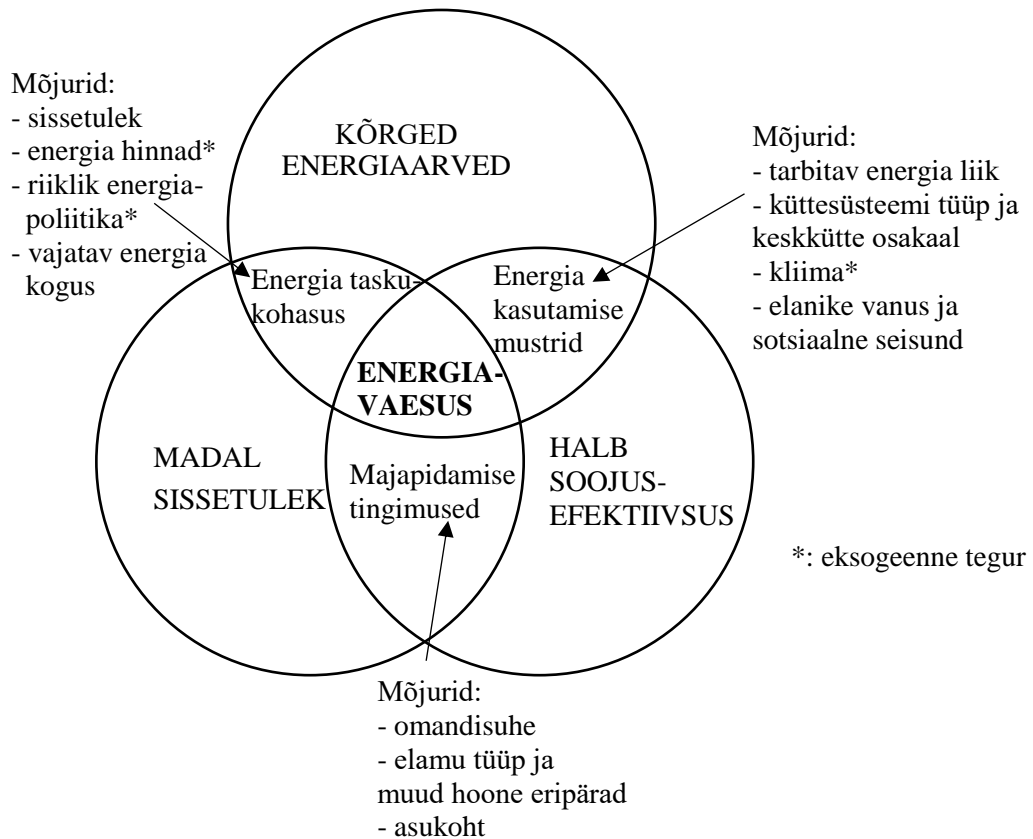 Mõjurid:
- sissetulek
- energia hinnad*
- riiklik energia-
poliitika*
- vajatav energia
kogus
KÕRGED
ENERGIAARVED
Mõjurid:
- tarbitav energia liik
- küttesüsteemi tüüp ja
keskkütte osakaal
- kliima*
- elanike vanus ja
sotsiaalne seisund
Energia tasku-
kohasus
Energia
kasutamise
mustrid
ENERGIA-
VAESUS
MADAL
SISSETULEK
Majapidamise
tingimused
HALB
SOOJUS-
EFEKTIIVSUS
*: eksogeenne tegur
Mõjurid:
- omandisuhe
- elamu tüüp ja
muud hoone eripärad
- asukoht